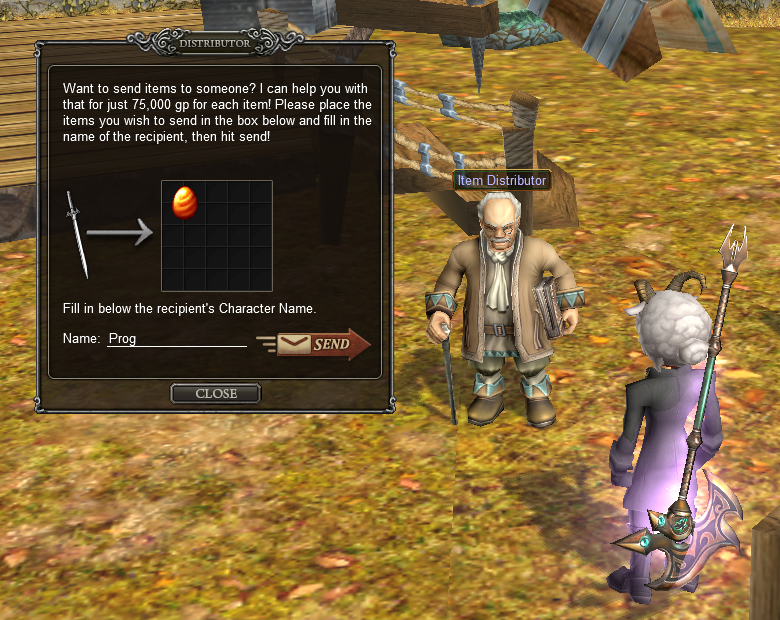 DISTRIBUTOR
Want to send items to someone? I can help you with
that for just 75,000 gp for each item! Please place the
items you wish to send in the box below and fill in the
name of the recipient, then hit send!
Item Distributor
Fill in below the recipient's Character Name.
Name: Prog
SEND
CLOSE